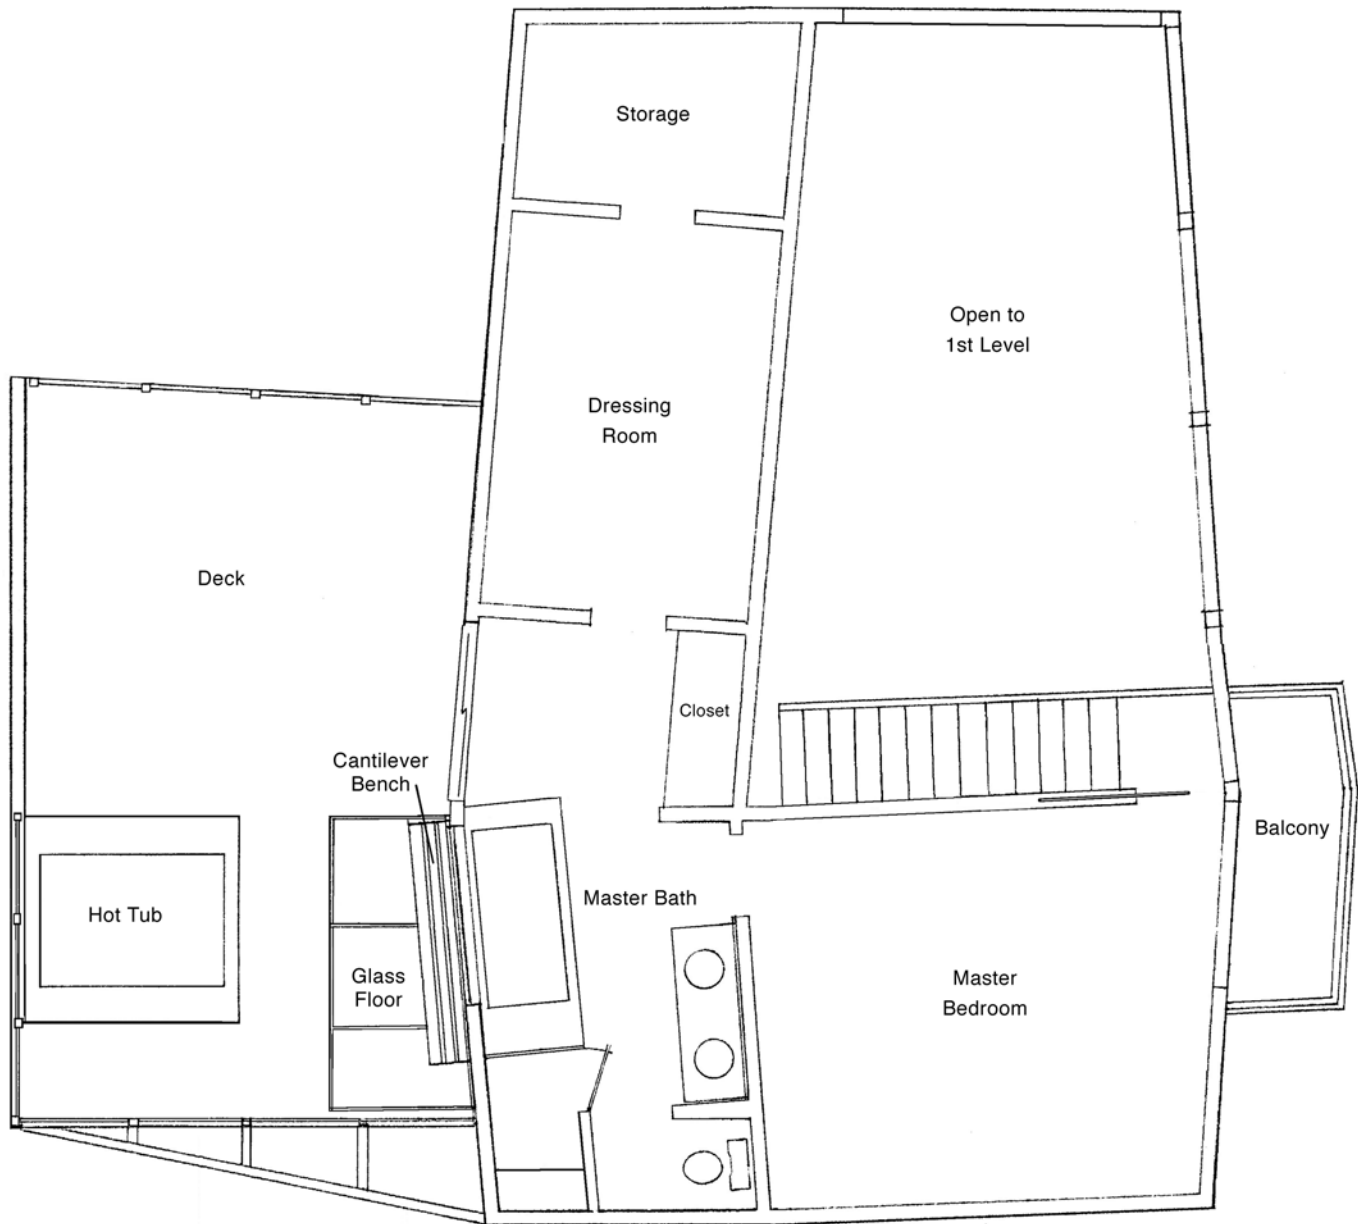 Storage
Open to
1st Level
Dressing
Room
Deck
Closet
Cantilever
Bench
Balcony
Master Bath
Hot Tub
Glass
Floor
Master
Bedroom